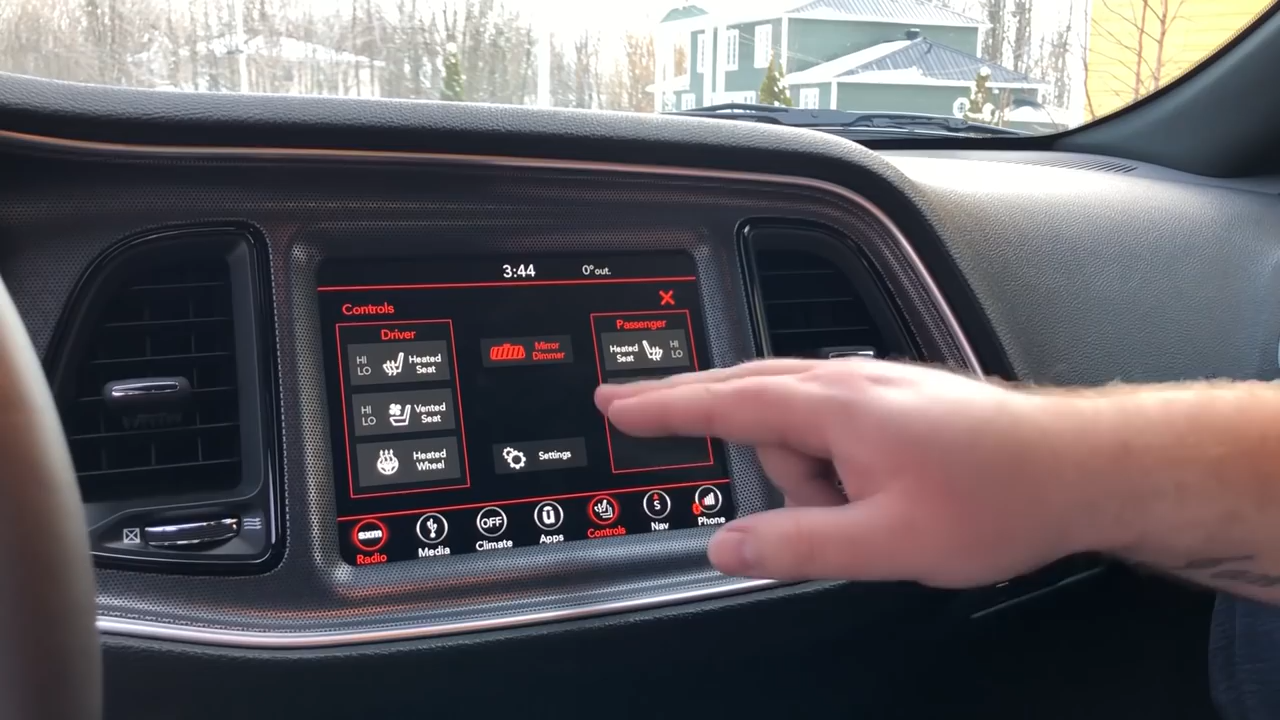 3:44
0° out.
Controls
Driver
HI
LO
Heated
Seat
HI
LO
Vented
Seat
Heated
Wheel
Mirror
Dimmer
Settings
Passenger
Heated
Seat
HI
LO
sxm
Radio
Media
OFF
Climate
Apps
Controls
S
Nav
Phone